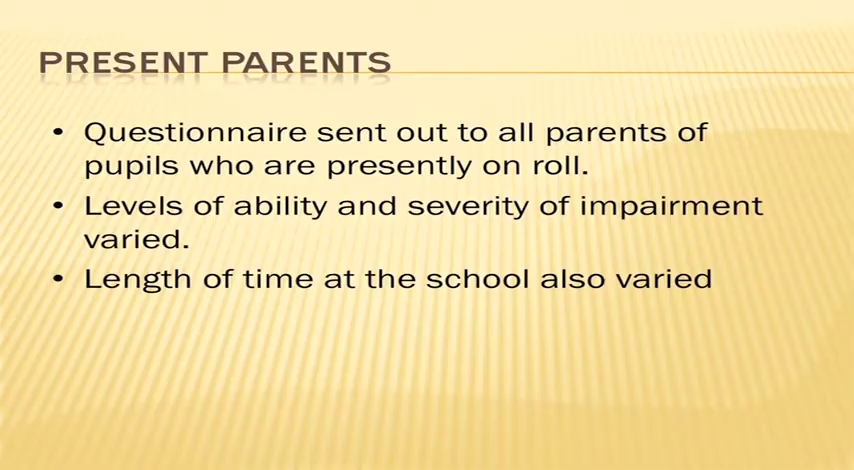 PRESENT PARENTS
• Questionnaire sent out to all parents of
pupils who are presently on roll.
• Levels of ability and severity of impairment
varied.
• Length of time at the school also varied